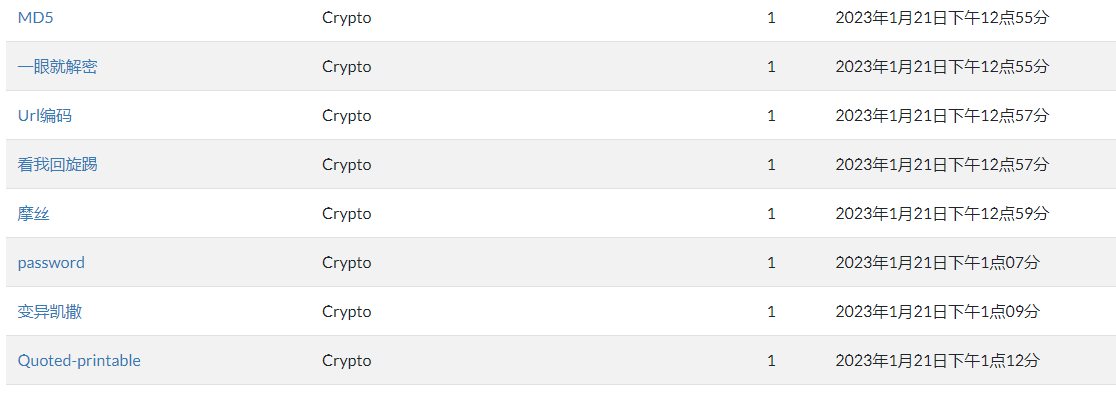 MD5 Crypto 1 2023年1月21日下午12点55分
一眼就解密 Crypto 1 2023年1月21日下午12点55分
Url编码 Crypto 1 2023年1月21日下午12点57分
看我回旋踢 Crypto 1 2023年1月21日下午12点57分
摩丝 Crypto 1 2023年1月21日下午12点59分
password Crypto 1 2023年1月21日下午1点07分
变异凯撒 Crypto 1 2023年1月21日下午1点09分
Quoted-printable Crypto 1 2023年1月21日下午1点12分